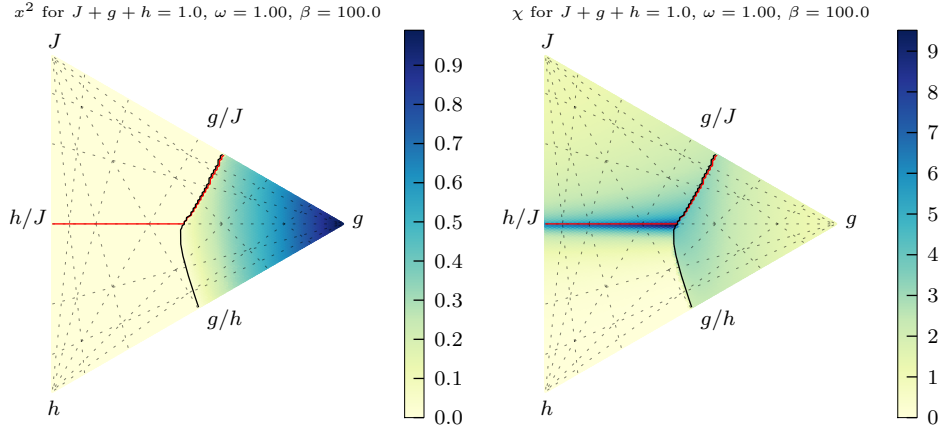 x² for J + g + h = 1.0, ω = 1.00, β = 100.0
J
g/J
h/J
g
g/h
h
0.9
0.8
0.7
0.6
0.5
0.4
0.3
0.2
0.1
0.0
χ for J + g + h = 1.0, ω = 1.00, β = 100.0
J
g/J
h/J
g
g/h
h
9
8
7
6
5
4
3
2
1
0